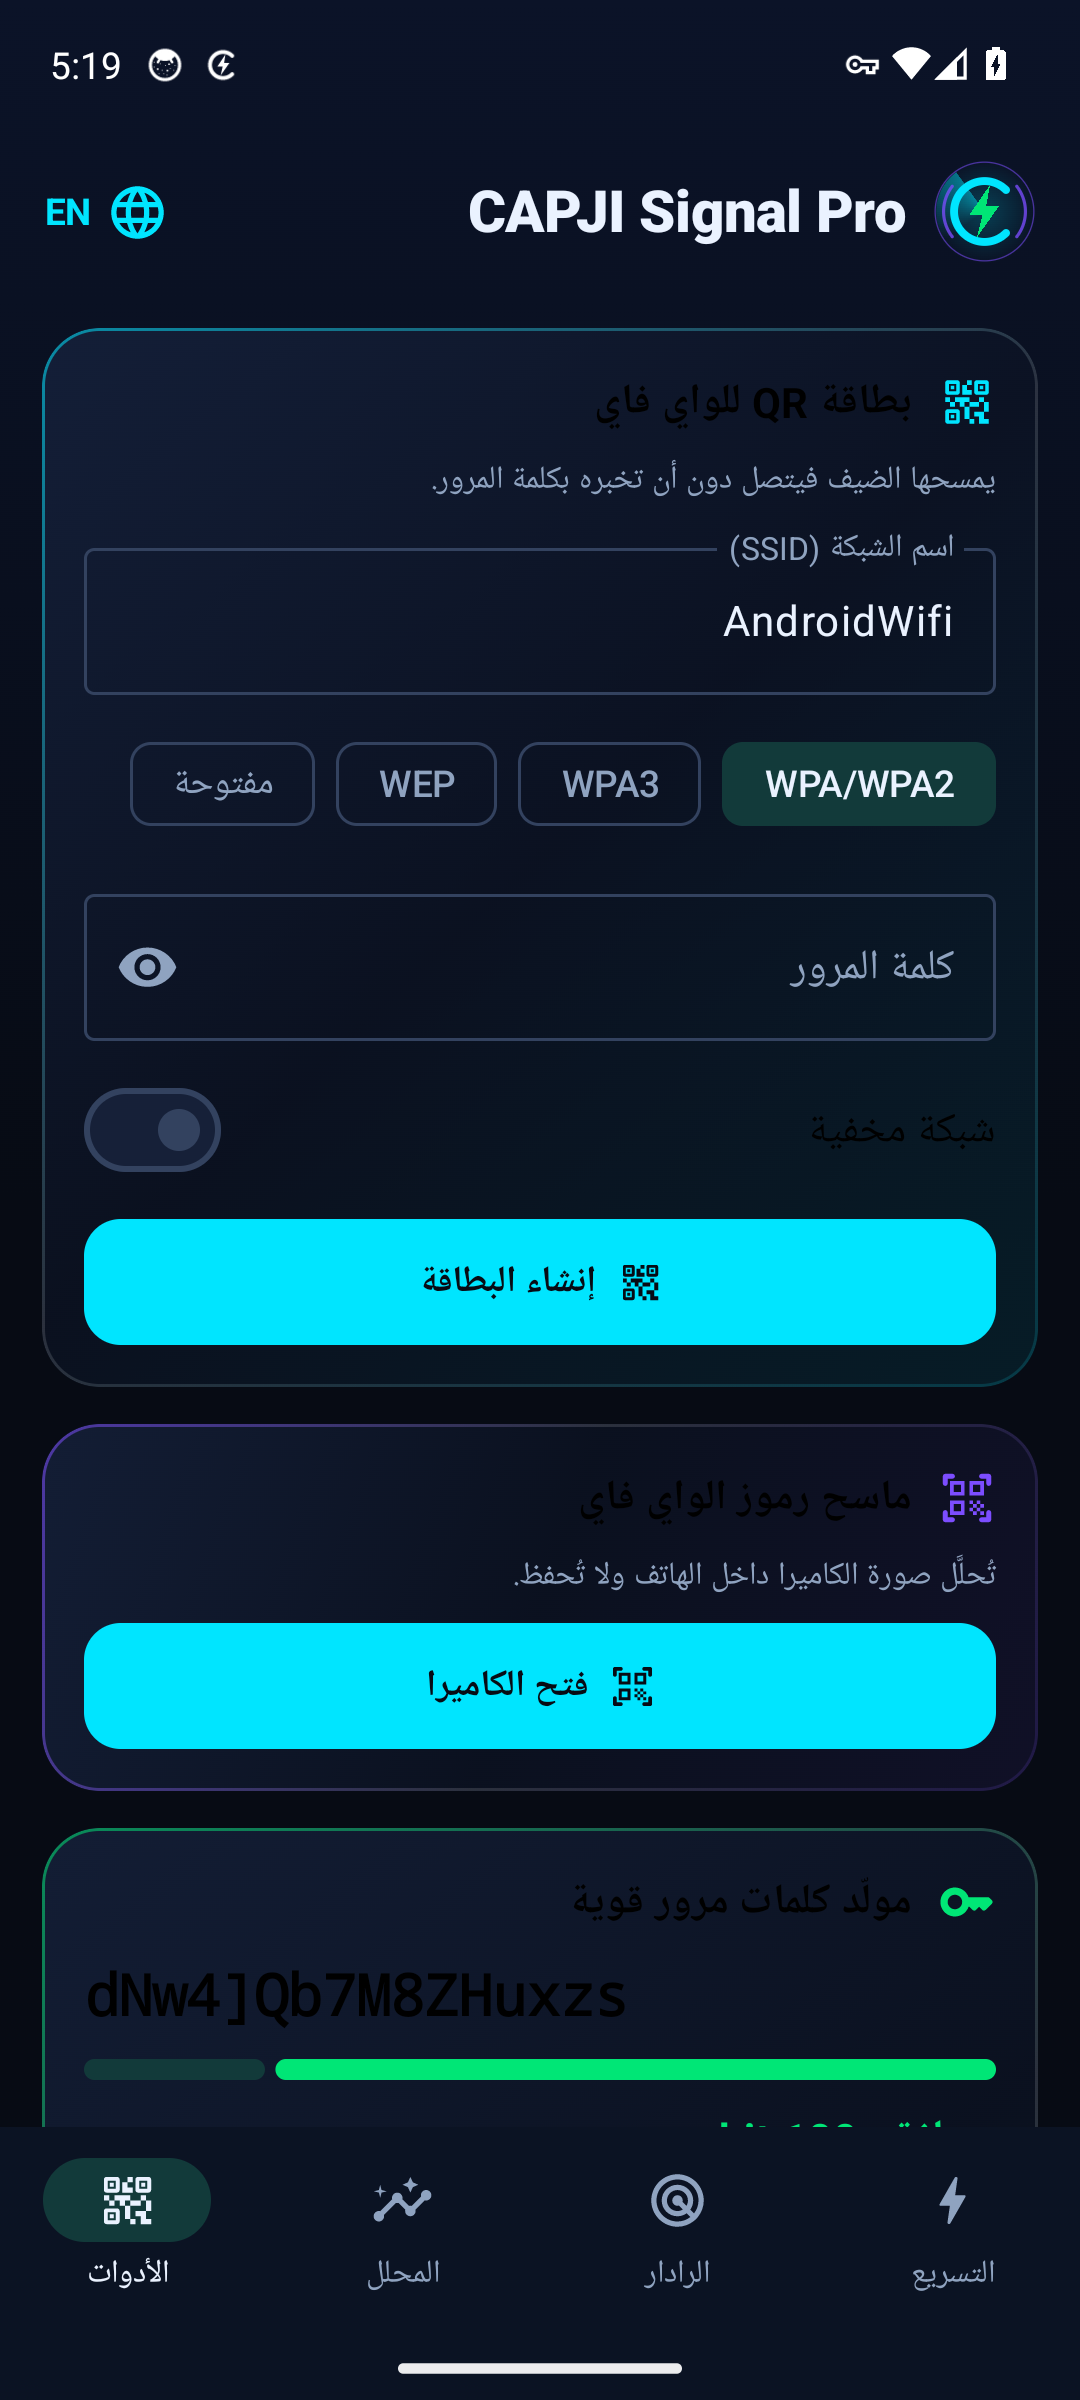 5:19
CAPJI Signal Pro
EN
بطاقة QR للواي فاي
يمسحها الضيف فيتصل دون أن تخبره بكلمة المرور.
اسم الشبكة (SSID)
AndroidWifi
WPA/WPA2
WPA3
WEP
مفتوحة
كلمة المرور
شبكة مخفية
إنشاء البطاقة
ماسح رموز الواي فاي
تُحلَّل صورة الكاميرا داخل الهاتف ولا تُحفظ.
فتح الكاميرا
مولّد كلمات مرور قوية
dNw4]Qb7M8ZHuxzs
التسريع
الرادار
المحلل
الأدوات